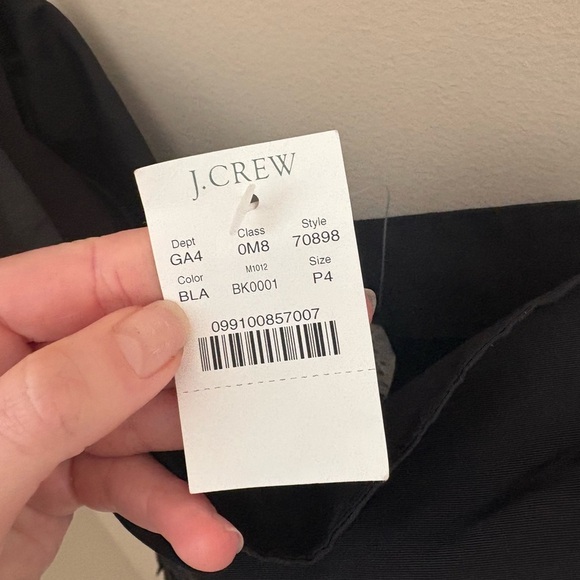 J.CREW
Dept Class Style
GA4 0M8 70898
Color M1012 Size
BLA BK0001 P4
099100857007